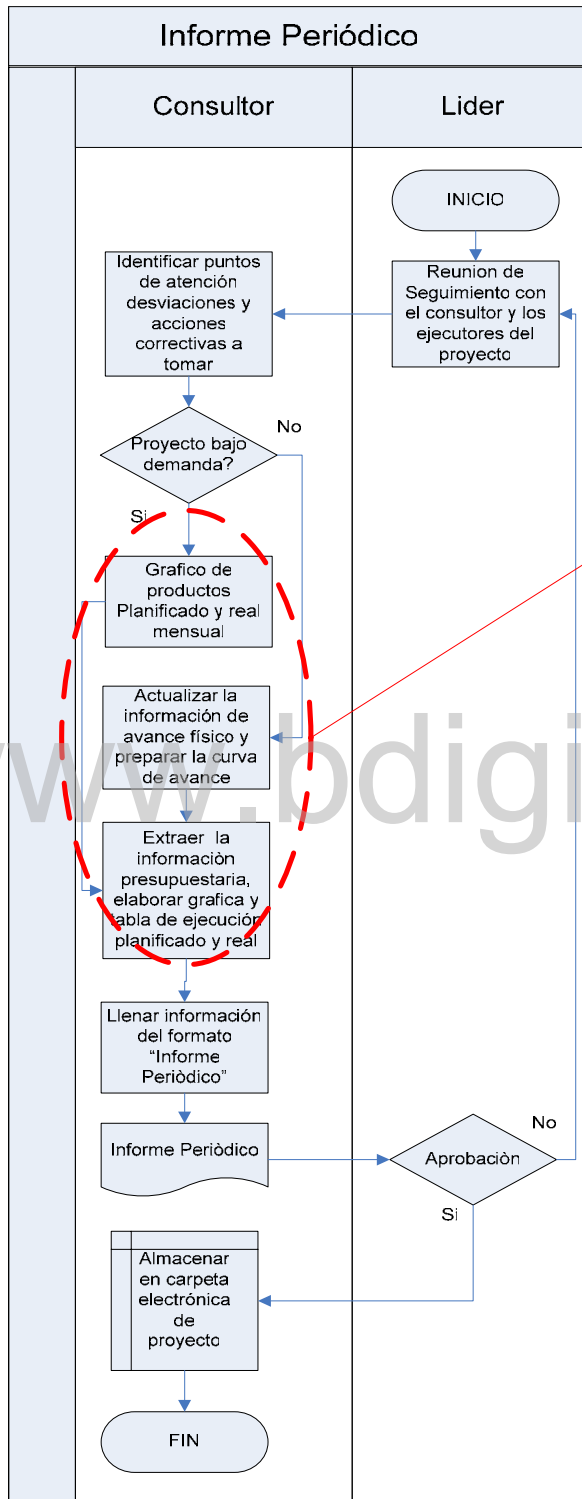 Informe Periódico
Consultor
Lider
INICIO
Reunion de
Seguimiento con
el consultor y los
ejecutores del
proyecto
Identificar puntos
de atención
desviaciones y
acciones
correctivas a
tomar
Proyecto bajo
demanda?
No
Si
Grafico de
productos
Planificado y real
mensual
Actualizar la
información de
avance físico y
preparar la curva
de avance
www.bdigi
Extraer la
informaciòn
presupuestaria,
elaborar grafica y
tabla de ejecución
planificado y real
Llenar información
del formato
“Informe
Periòdico”
Informe Periòdico
Aprobaciòn
No
Si
Almacenar
en carpeta
electrónica
de
proyecto
FIN